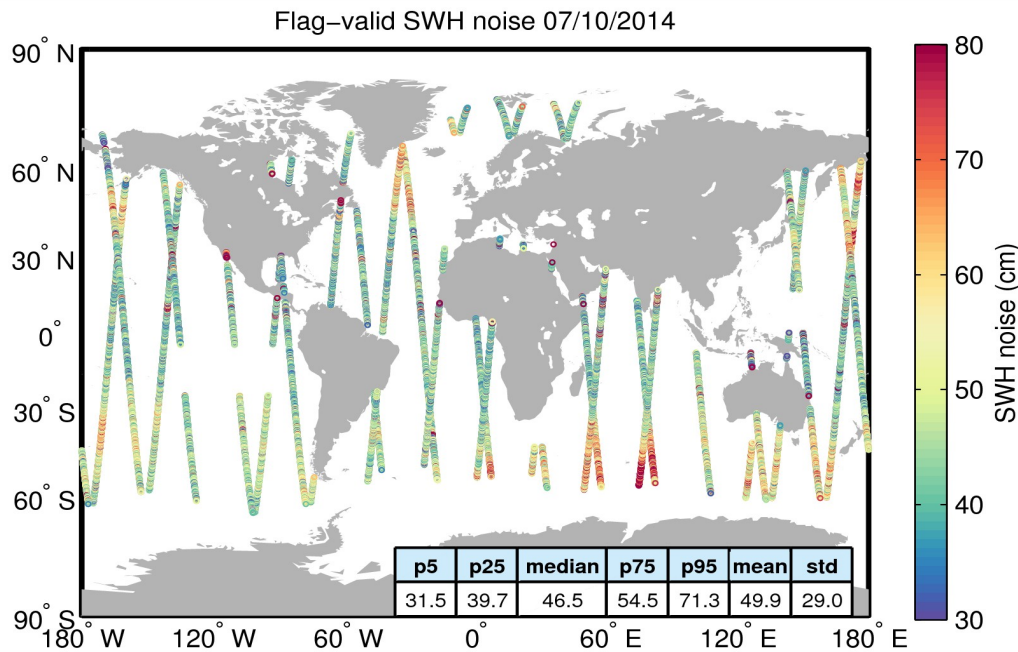 Flag−valid SWH noise 07/10/2014
90° N
60° N
30° N
0°
30° S
60° S
90° S
180° W
120° W
60° W
0°
60° E
120° E
180° E
p5 p25 median p75 p95 mean std
31.5 39.7 46.5 54.5 71.3 49.9 29.0
80
70
60
50
40
30
SWH noise (cm)